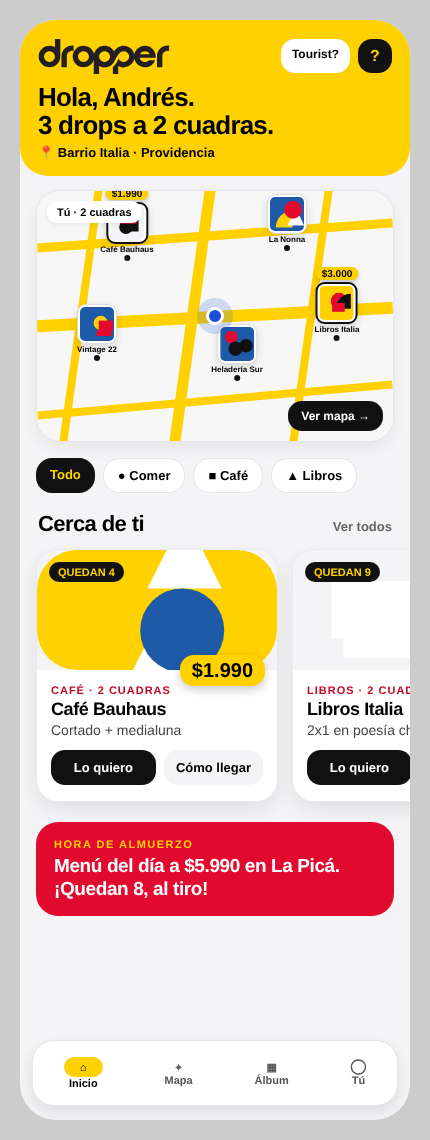 dropper
Tourist?
?
Hola, Andrés.
3 drops a 2 cuadras.
📍 Barrio Italia · Providencia
$1.990
Tú · 2 cuadras
Café Bauhaus
La Nonna
$3.000
Libros Italia
Vintage 22
Heladería Sur
Ver mapa →
Todo
● Comer
■ Café
▲ Libros
Cerca de ti
Ver todos
QUEDAN 4
QUEDAN 9
$1.990
CAFÉ · 2 CUADRAS
Café Bauhaus
Cortado + medialuna
Lo quiero
Cómo llegar
LIBROS · 2 CUAD
Libros Italia
2x1 en poesía ch
Lo quiero
HORA DE ALMUERZO
Menú del día a $5.990 en La Picá.
¡Quedan 8, al tiro!
Inicio
Mapa
Álbum
Tú